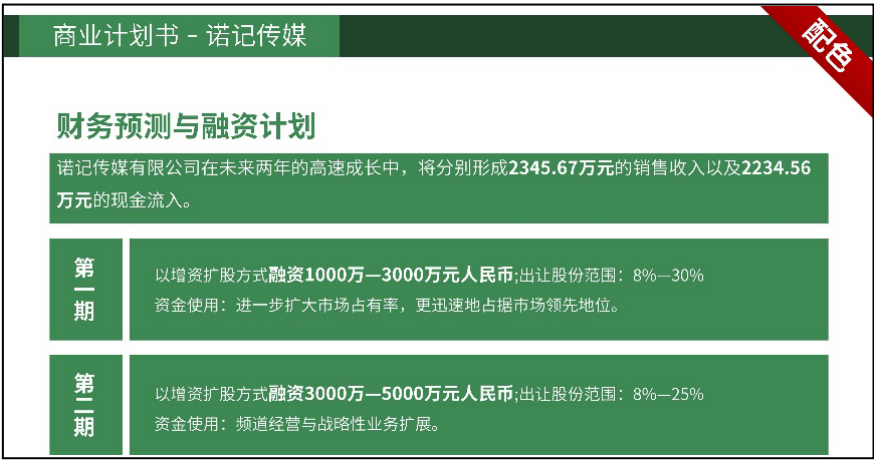 商业计划书 - 诺记传媒
配色
财务预测与融资计划
诺记传媒有限公司在未来两年的高速成长中，将分别形成2345.67万元的销售收入以及2234.56
万元的现金流入。
第一期
以增资扩股方式融资1000万—3000万元人民币;出让股份范围：8%—30%
资金使用：进一步扩大市场占有率，更迅速地占据市场领先地位。
第二期
以增资扩股方式融资3000万—5000万元人民币;出让股份范围：8%—25%
资金使用：频道经营与战略性业务扩展。